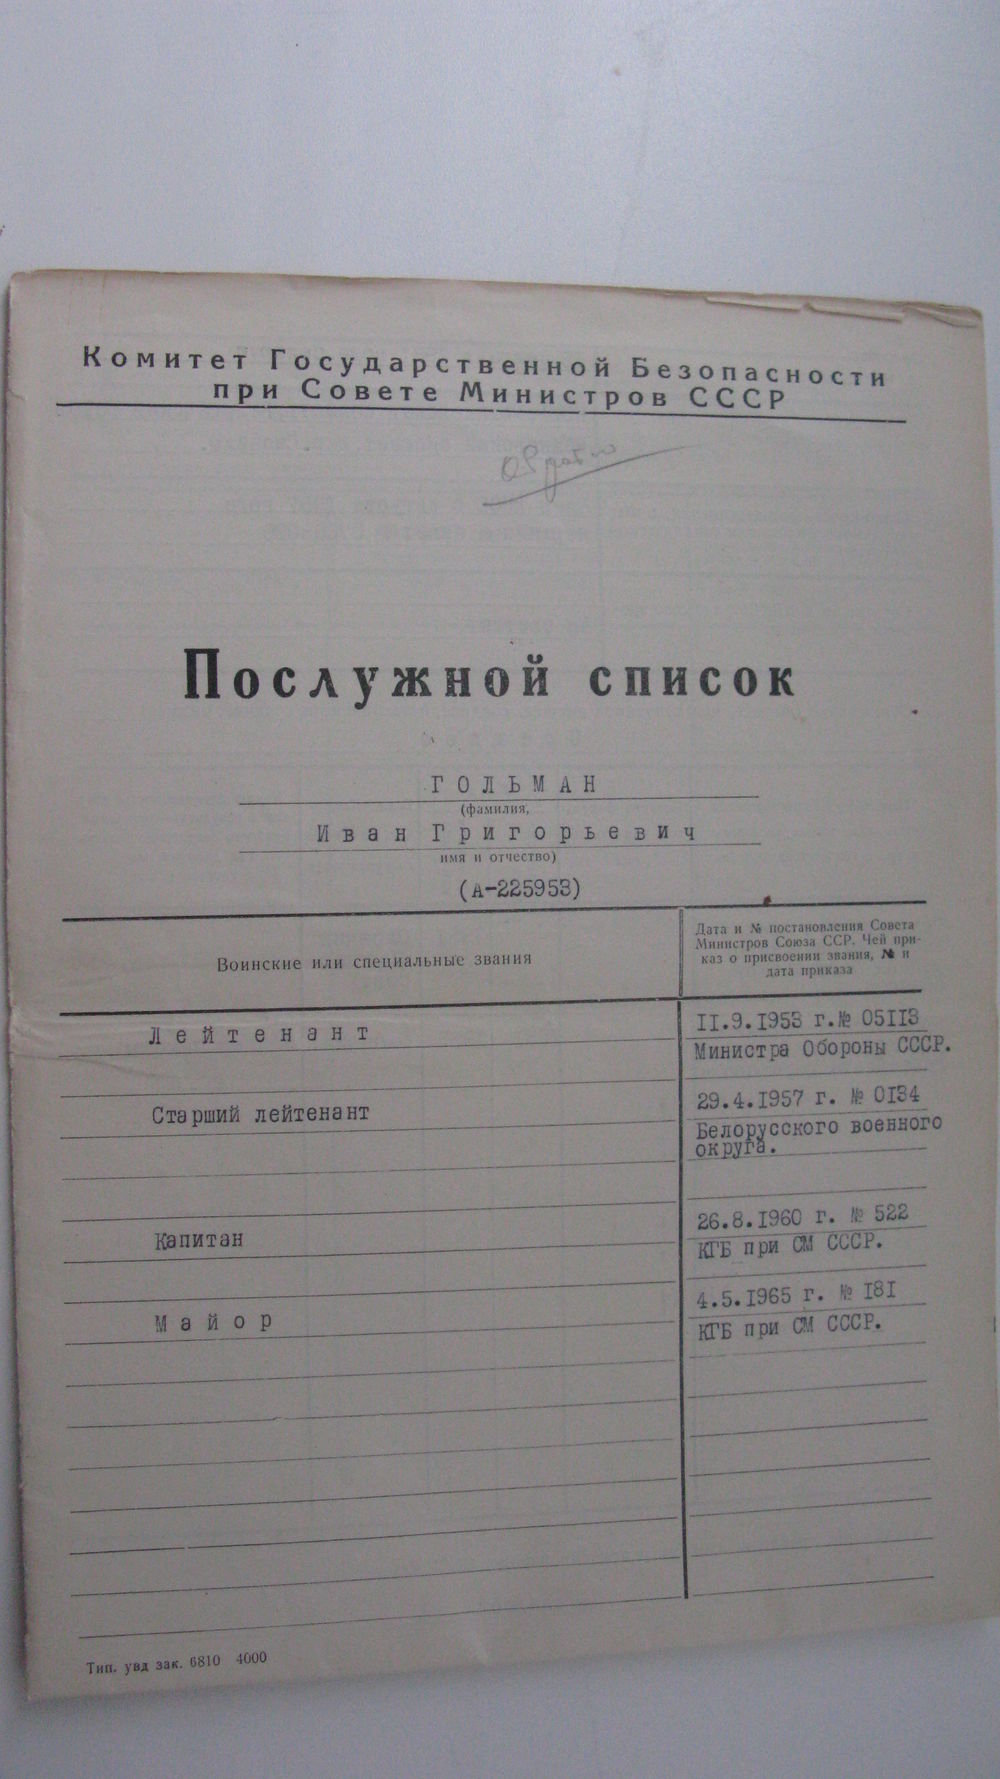 Комитет Государственной Безопасности
при Совете Министров СССР
Послужной список
ГОЛЬМАН
(фамилия,
Иван Григорьевич
имя и отчество)
(А-225953)
Воинские или специальные звания
Дата и № постановления Совета
Министров Союза ССР. Чей при-
каз о присвоении звания, № и
дата приказа
Лейтенант
11.9.1953 г.№ 05113
Министра Обороны СССР.
Старший лейтенант
29.4.1957 г. № 0134
Белорусского военного
округа.
Капитан
26.8.1960 г. № 522
КГБ при СМ СССР.
Майор
4.5.1965 г. № 181
КГБ при СМ СССР.
Тип. увд зак. 6810 4000